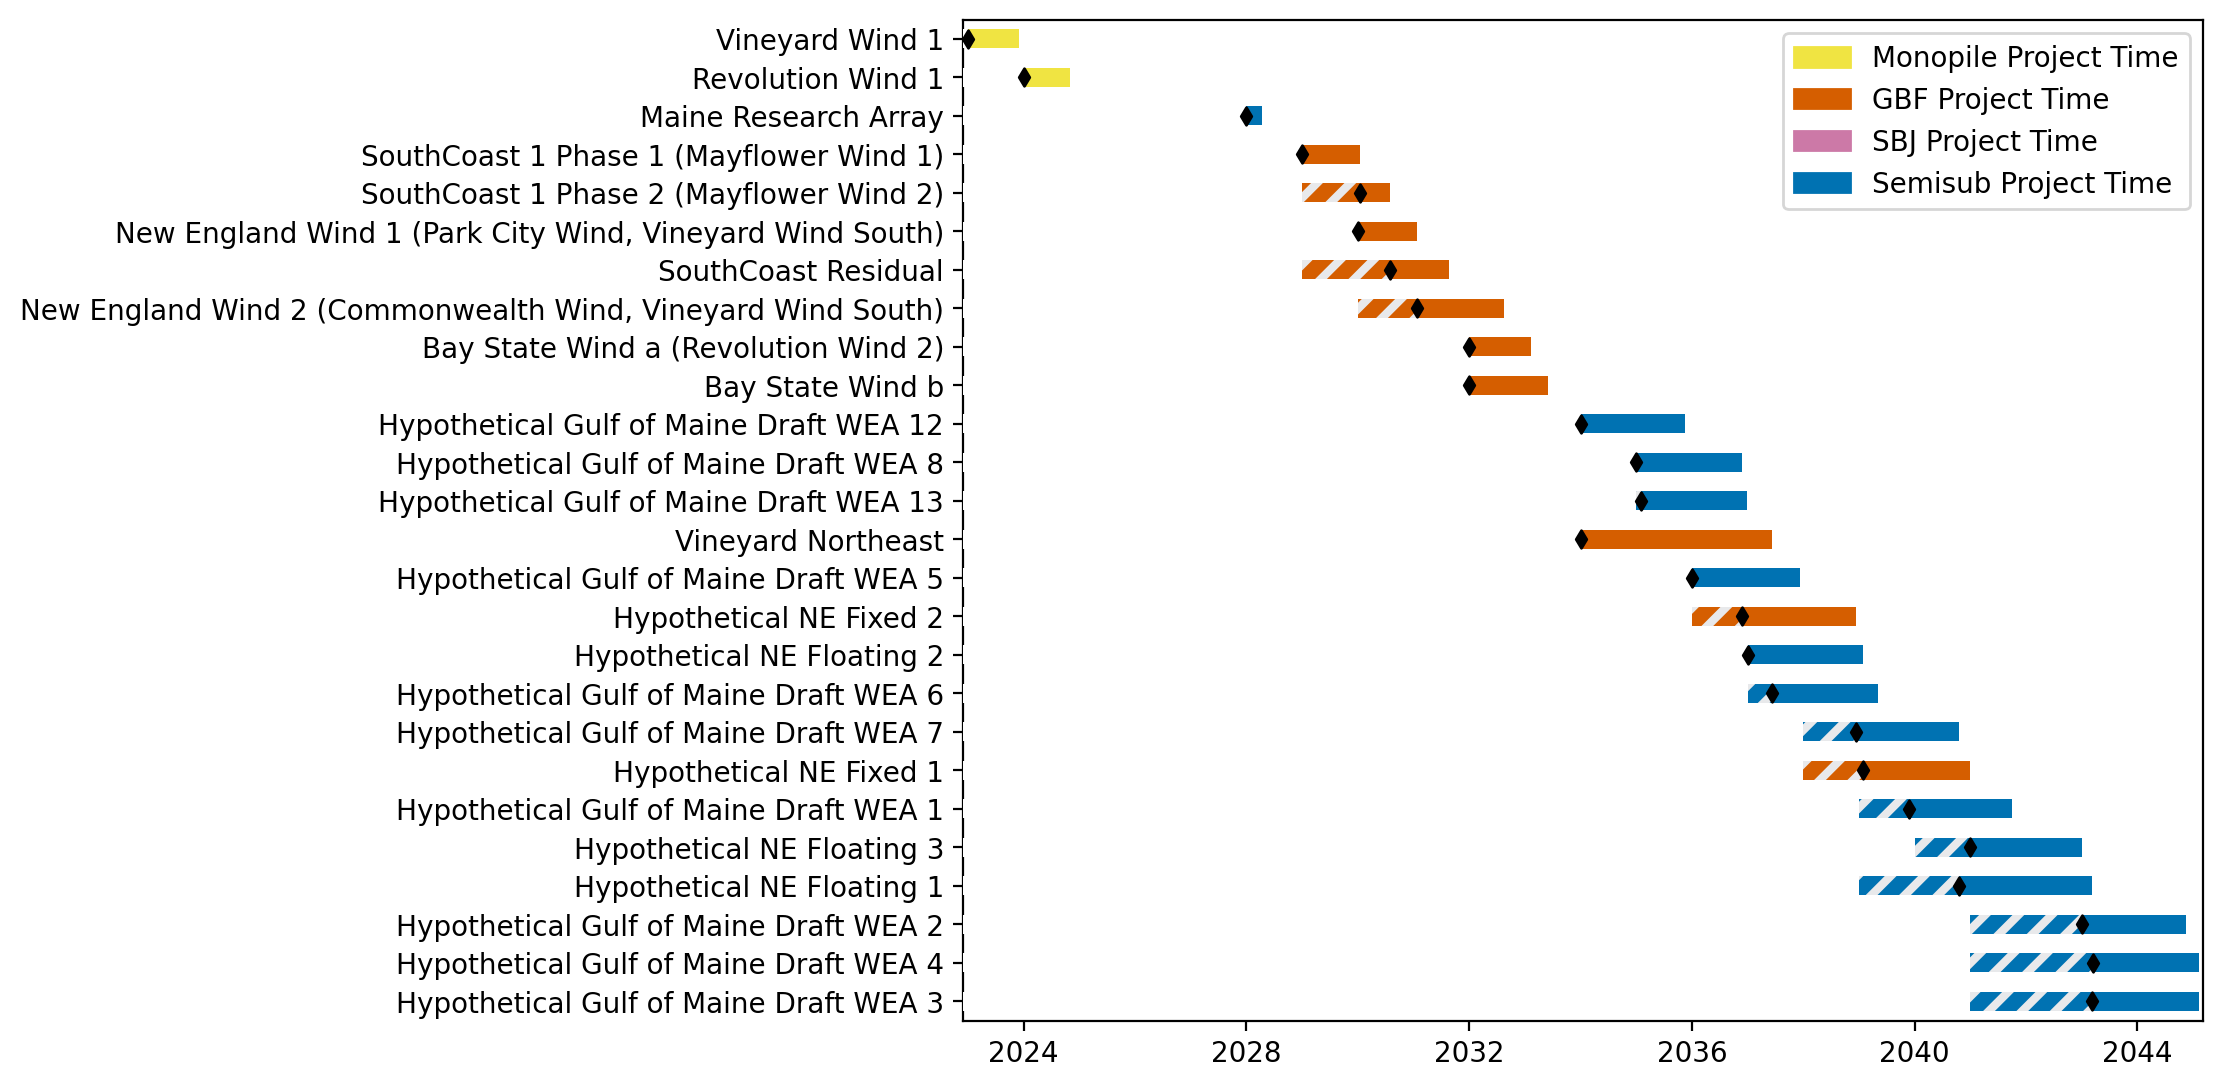 Vineyard Wind 1
Revolution Wind 1
Maine Research Array
SouthCoast 1 Phase 1 (Mayflower Wind 1)
SouthCoast 1 Phase 2 (Mayflower Wind 2)
New England Wind 1 (Park City Wind, Vineyard Wind South)
SouthCoast Residual
New England Wind 2 (Commonwealth Wind, Vineyard Wind South)
Bay State Wind a (Revolution Wind 2)
Bay State Wind b
Hypothetical Gulf of Maine Draft WEA 12
Hypothetical Gulf of Maine Draft WEA 8
Hypothetical Gulf of Maine Draft WEA 13
Vineyard Northeast
Hypothetical Gulf of Maine Draft WEA 5
Hypothetical NE Fixed 2
Hypothetical NE Floating 2
Hypothetical Gulf of Maine Draft WEA 6
Hypothetical Gulf of Maine Draft WEA 7
Hypothetical NE Fixed 1
Hypothetical Gulf of Maine Draft WEA 1
Hypothetical NE Floating 3
Hypothetical NE Floating 1
Hypothetical Gulf of Maine Draft WEA 2
Hypothetical Gulf of Maine Draft WEA 4
Hypothetical Gulf of Maine Draft WEA 3
Monopile Project Time
GBF Project Time
SBJ Project Time
Semisub Project Time
2024 2028 2032 2036 2040 2044